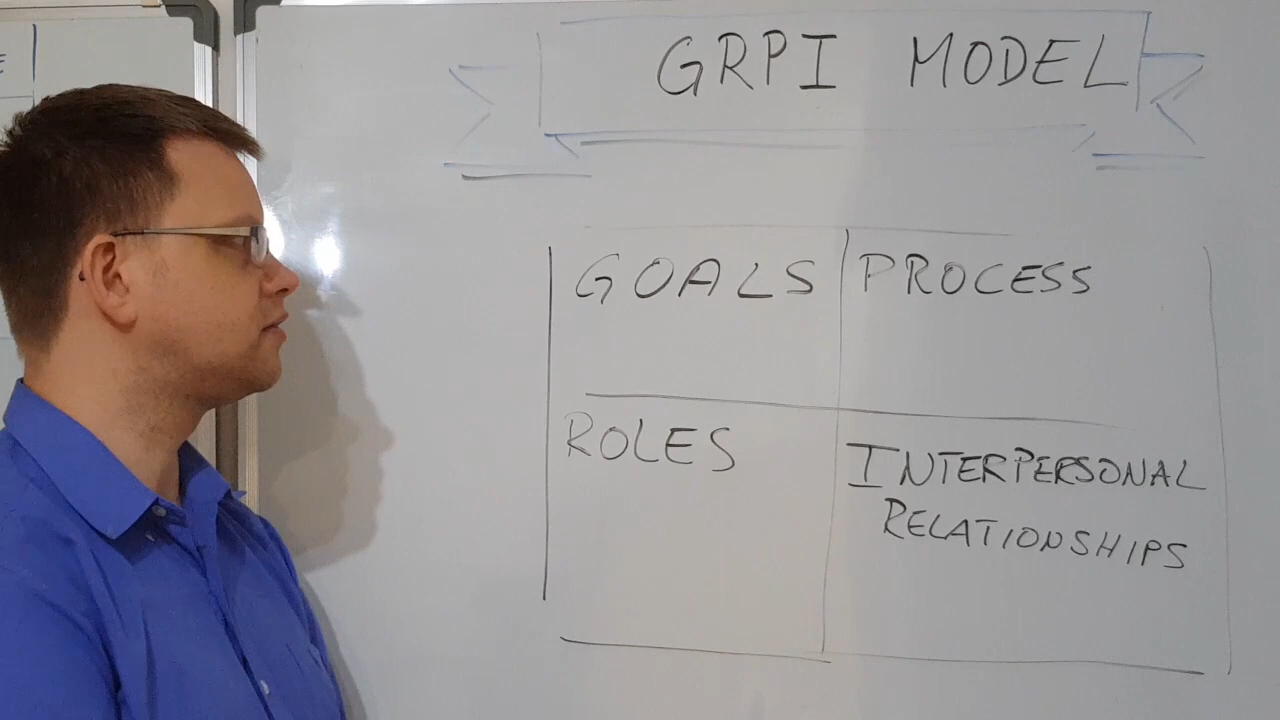 GRPI MODEL
GOALS
PROCESS
ROLES
INTERPERSONAL
RELATIONSHIPS